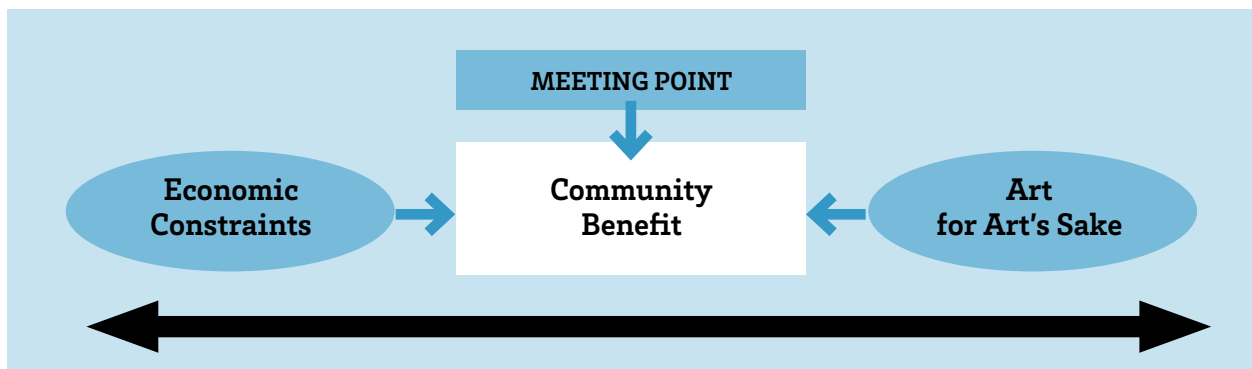 MEETING POINT
Economic
Constraints
Community
Benefit
Art
for Art's Sake